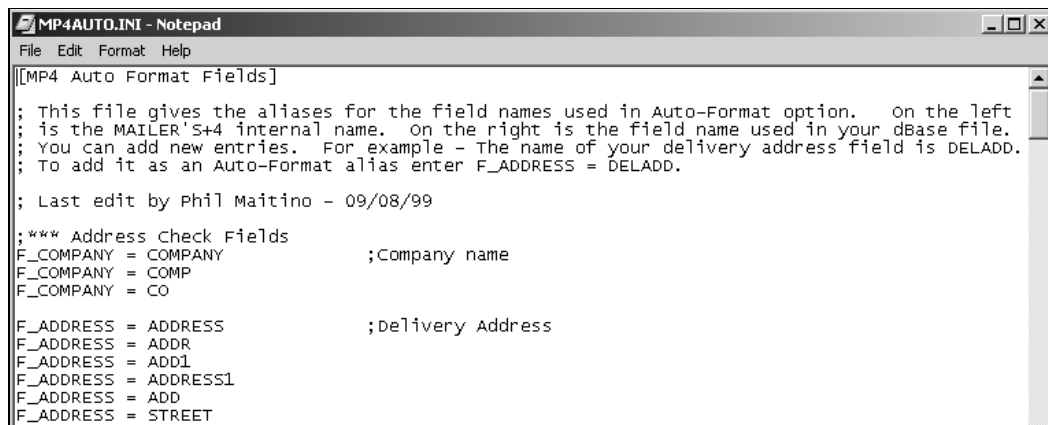 MP4AUTO.INI - Notepad
File Edit Format Help
[MP4 Auto Format Fields]
; This file gives the aliases for the field names used in Auto-Format option. On the left
; is the MAILER'S+4 internal name. On the right is the field name used in your dBase file.
; You can add new entries. For example - The name of your delivery address field is DELADD.
; To add it as an Auto-Format alias enter F_ADDRESS = DELADD.
; Last edit by Phil Maitino - 09/08/99
;*** Address Check Fields
F_COMPANY = COMPANY ;Company name
F_COMPANY = COMP
F_COMPANY = CO
F_ADDRESS = ADDRESS ;Delivery Address
F_ADDRESS = ADDR
F_ADDRESS = ADD1
F_ADDRESS = ADDRESS1
F_ADDRESS = ADD
F_ADDRESS = STREET